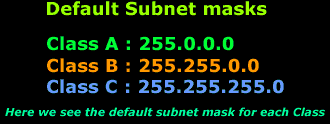 Default Subnet masks
Class A : 255.0.0.0
Class B : 255.255.0.0
Class C : 255.255.255.0
Here we see the default subnet mask for each Class